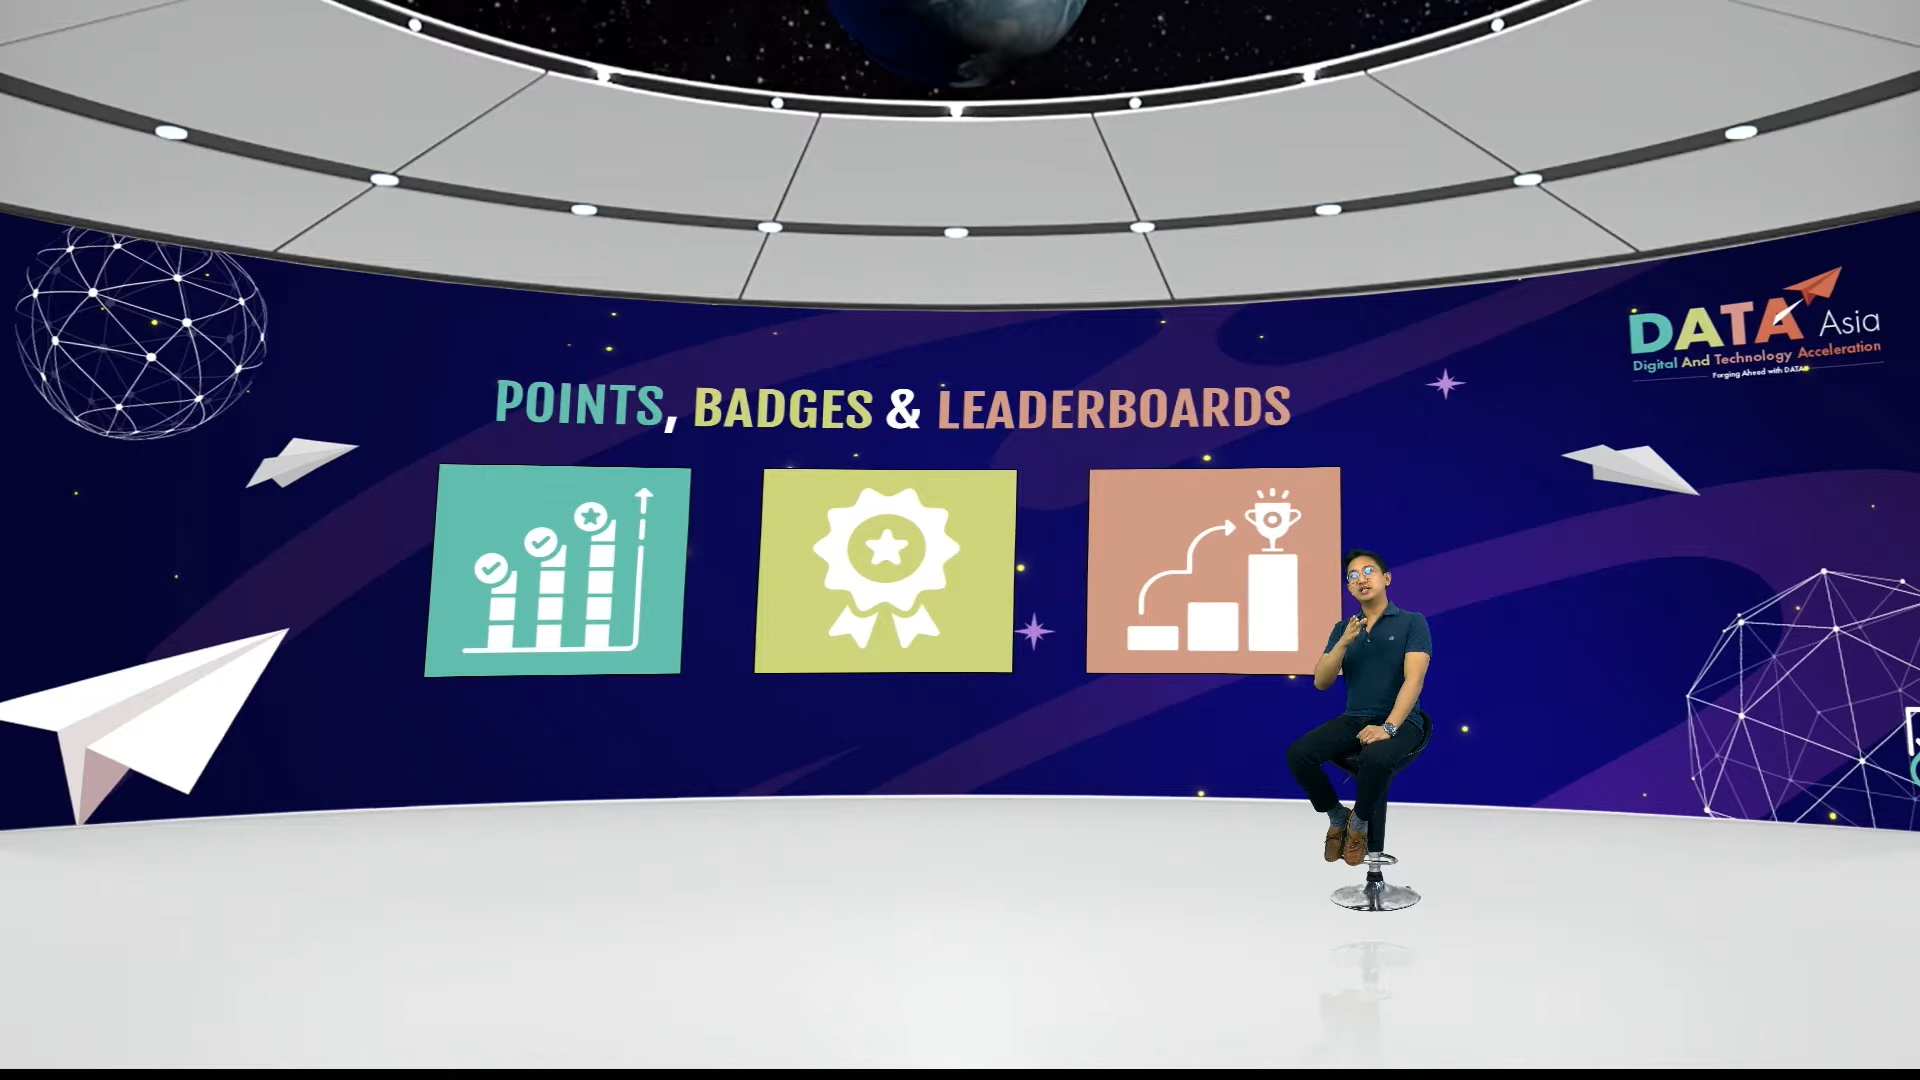 POINTS, BADGES & LEADERBOARDS
DATA Asia
Digital And Technology Acceleration
Forging Ahead with DATA